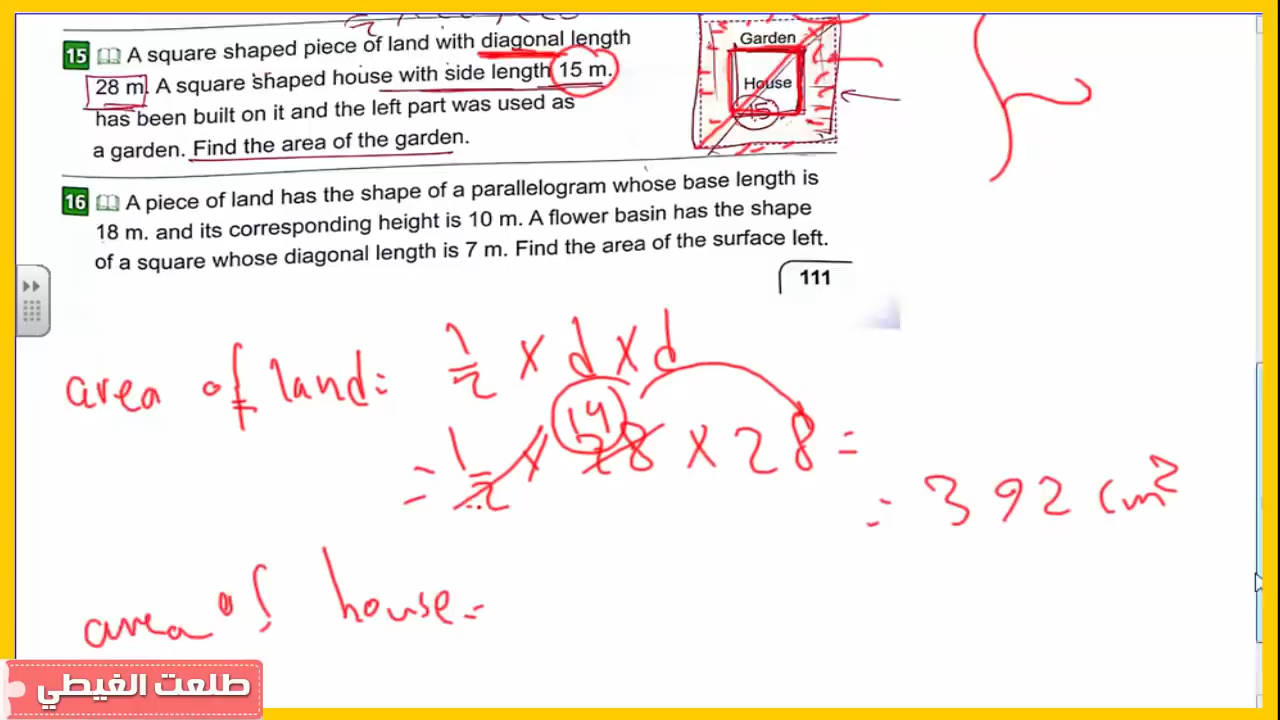 15 A square shaped piece of land with diagonal length
28 m. A square shaped house with side length 15 m.
has been built on it and the left part was used as
a garden. Find the area of the garden.
Garden
House
15
16 A piece of land has the shape of a parallelogram whose base length is
18 m. and its corresponding height is 10 m. A flower basin has the shape
of a square whose diagonal length is 7 m. Find the area of the surface left.
111
area of land = 1/2 × d × d
14
= 1/2 × 28 × 28 =
= 392 cm²
area of house =
طلعت الغيطي